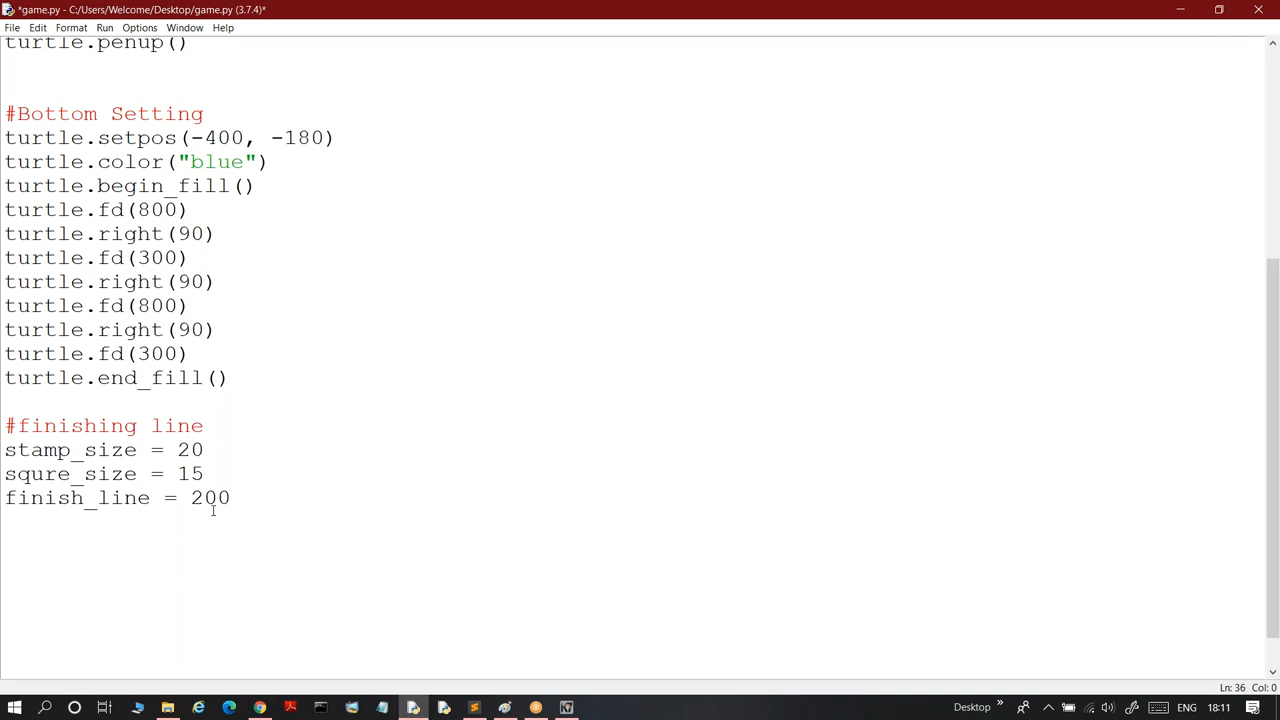 *game.py - C:/Users/Welcome/Desktop/game.py (3.7.4)*
File Edit Format Run Options Window Help
turtle.penup()
#Bottom Setting
turtle.setpos(-400, -180)
turtle.color("blue")
turtle.begin_fill()
turtle.fd(800)
turtle.right(90)
turtle.fd(300)
turtle.right(90)
turtle.fd(800)
turtle.right(90)
turtle.fd(300)
turtle.end_fill()
#finishing line
stamp_size = 20
squre_size = 15
finish_line = 200
Ln: 36 Col: 0
Desktop » ENG 18:11